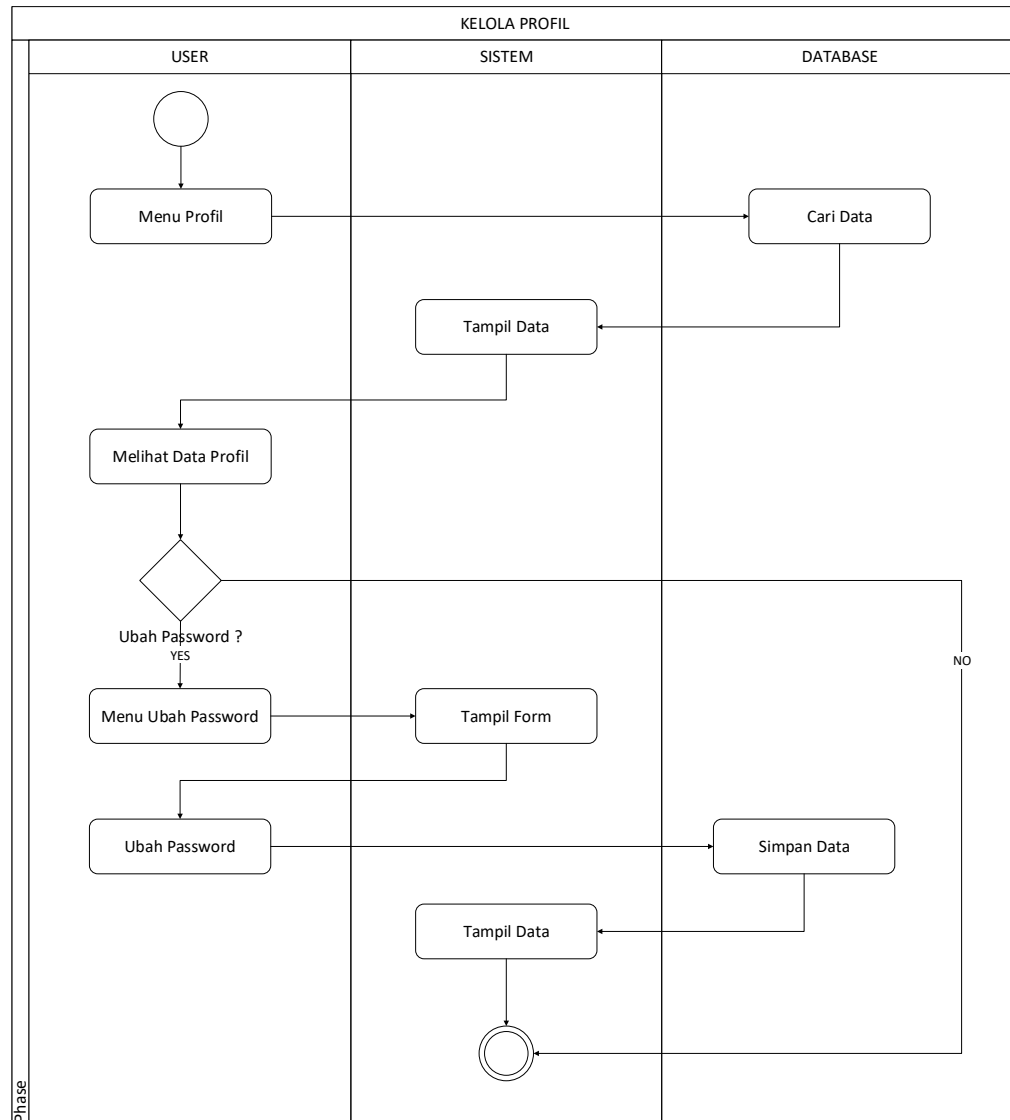 KELOLA PROFIL
USER
SISTEM
DATABASE
Menu Profil
Cari Data
Tampil Data
Melihat Data Profil
Ubah Password ?
YES
NO
Menu Ubah Password
Tampil Form
Ubah Password
Simpan Data
Tampil Data
Phase